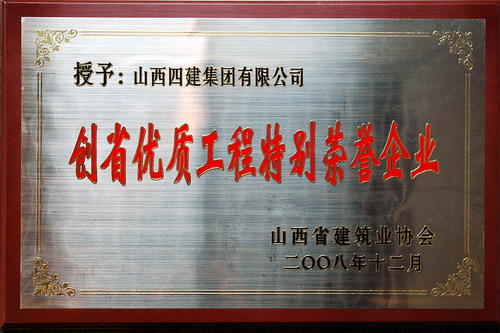 授予：山西四建集团有限公司
创省优质工程特别荣誉企业
山西省建筑业协会
二〇〇八年十二月